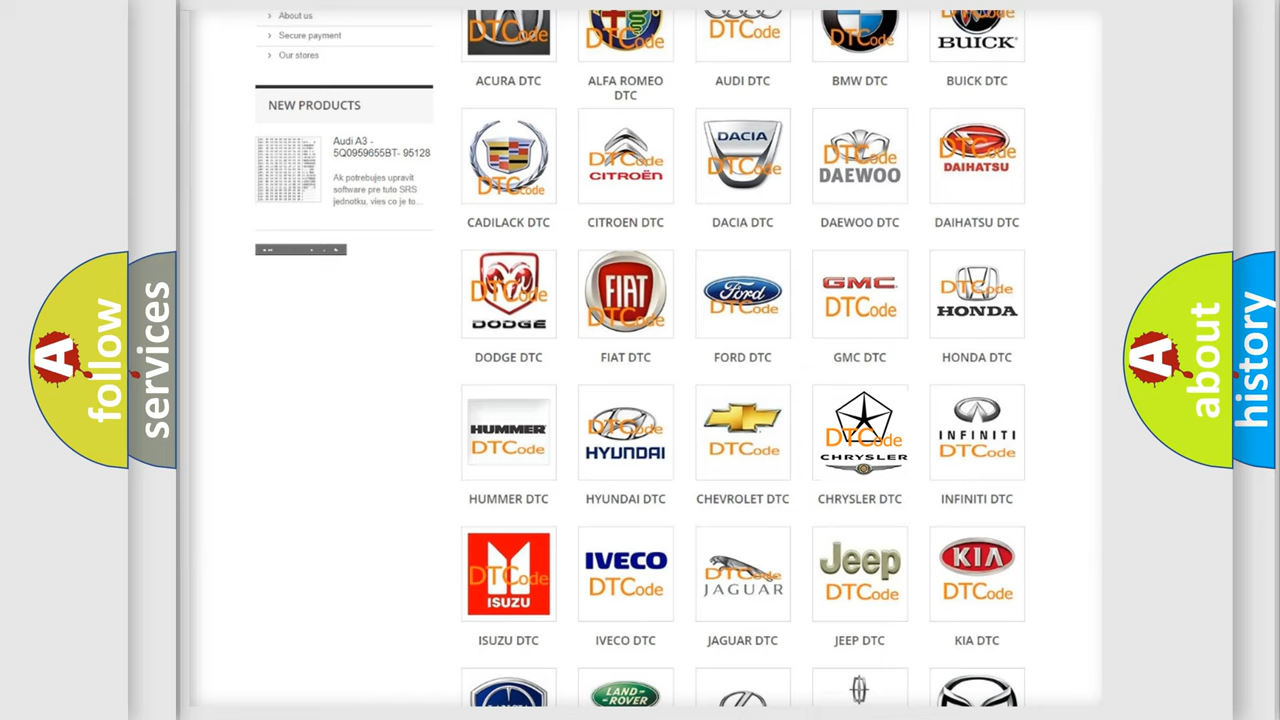 About us
Secure payment
Our stores
NEW PRODUCTS
Audi A3 -
5Q0959655BT- 95128
Ak potrebujes upravit
software pre tuto SRS
jednotku, vies co je to...
DTCode DTCode DTCode DTCode BUICK
ACURA DTC ALFA ROMEO DTC AUDI DTC BMW DTC BUICK DTC
DTCode DTCode CITROËN DACIA DTCode DTCode DAEWOO DTCode DAIHATSU
CADILACK DTC CITROEN DTC DACIA DTC DAEWOO DTC DAIHATSU DTC
DTCode DODGE FIAT DTCode Ford DTCode GMC DTCode DTCode HONDA
DODGE DTC FIAT DTC FORD DTC GMC DTC HONDA DTC
HUMMER DTCode DTCode HYUNDAI DTCode DTCode CHRYSLER INFINITI DTCode
HUMMER DTC HYUNDAI DTC CHEVROLET DTC CHRYSLER DTC INFINITI DTC
DTCode ISUZU IVECO DTCode DTCode JAGUAR Jeep DTCode KIA DTCode
ISUZU DTC IVECO DTC JAGUAR DTC JEEP DTC KIA DTC
LAND-
ROVER
A follow
services
A about
history